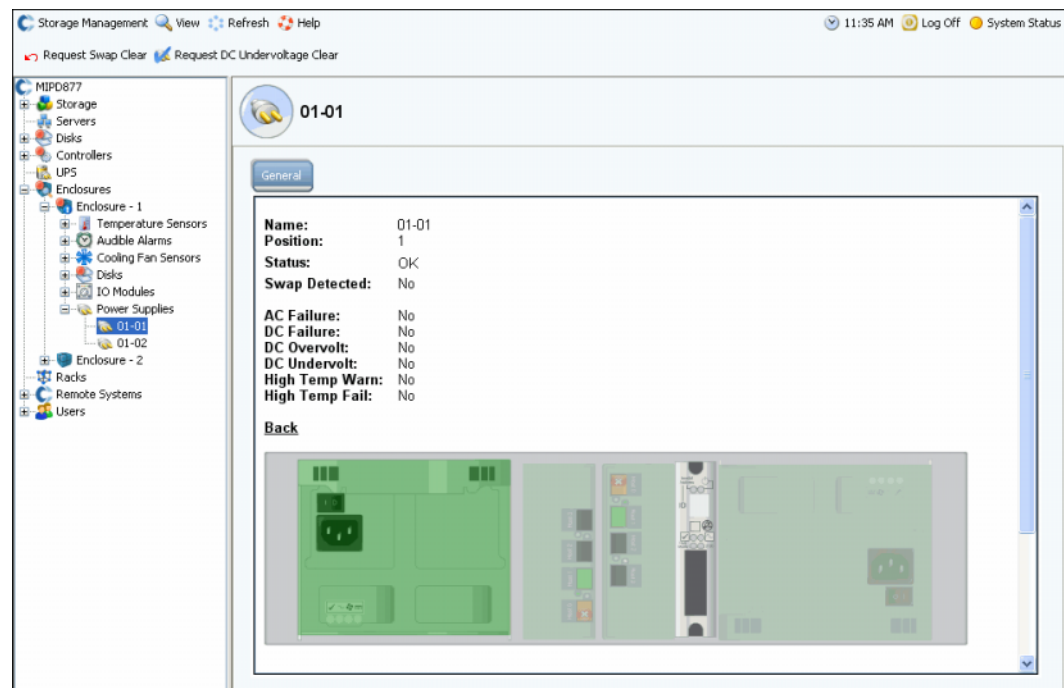 Storage Management View Refresh Help 11:35 AM Log Off System Status
Request Swap Clear Request DC Undervoltage Clear
MIPD877
Storage
Servers
Disks
Controllers
UPS
Enclosures
Enclosure - 1
Temperature Sensors
Audible Alarms
Cooling Fan Sensors
Disks
IO Modules
Power Supplies
01-01
01-02
Enclosure - 2
Racks
Remote Systems
Users
01-01
General
Name: 01-01
Position: 1
Status: OK
Swap Detected: No
AC Failure: No
DC Failure: No
DC Overvolt: No
DC Undervolt: No
High Temp Warn: No
High Temp Fail: No
Back